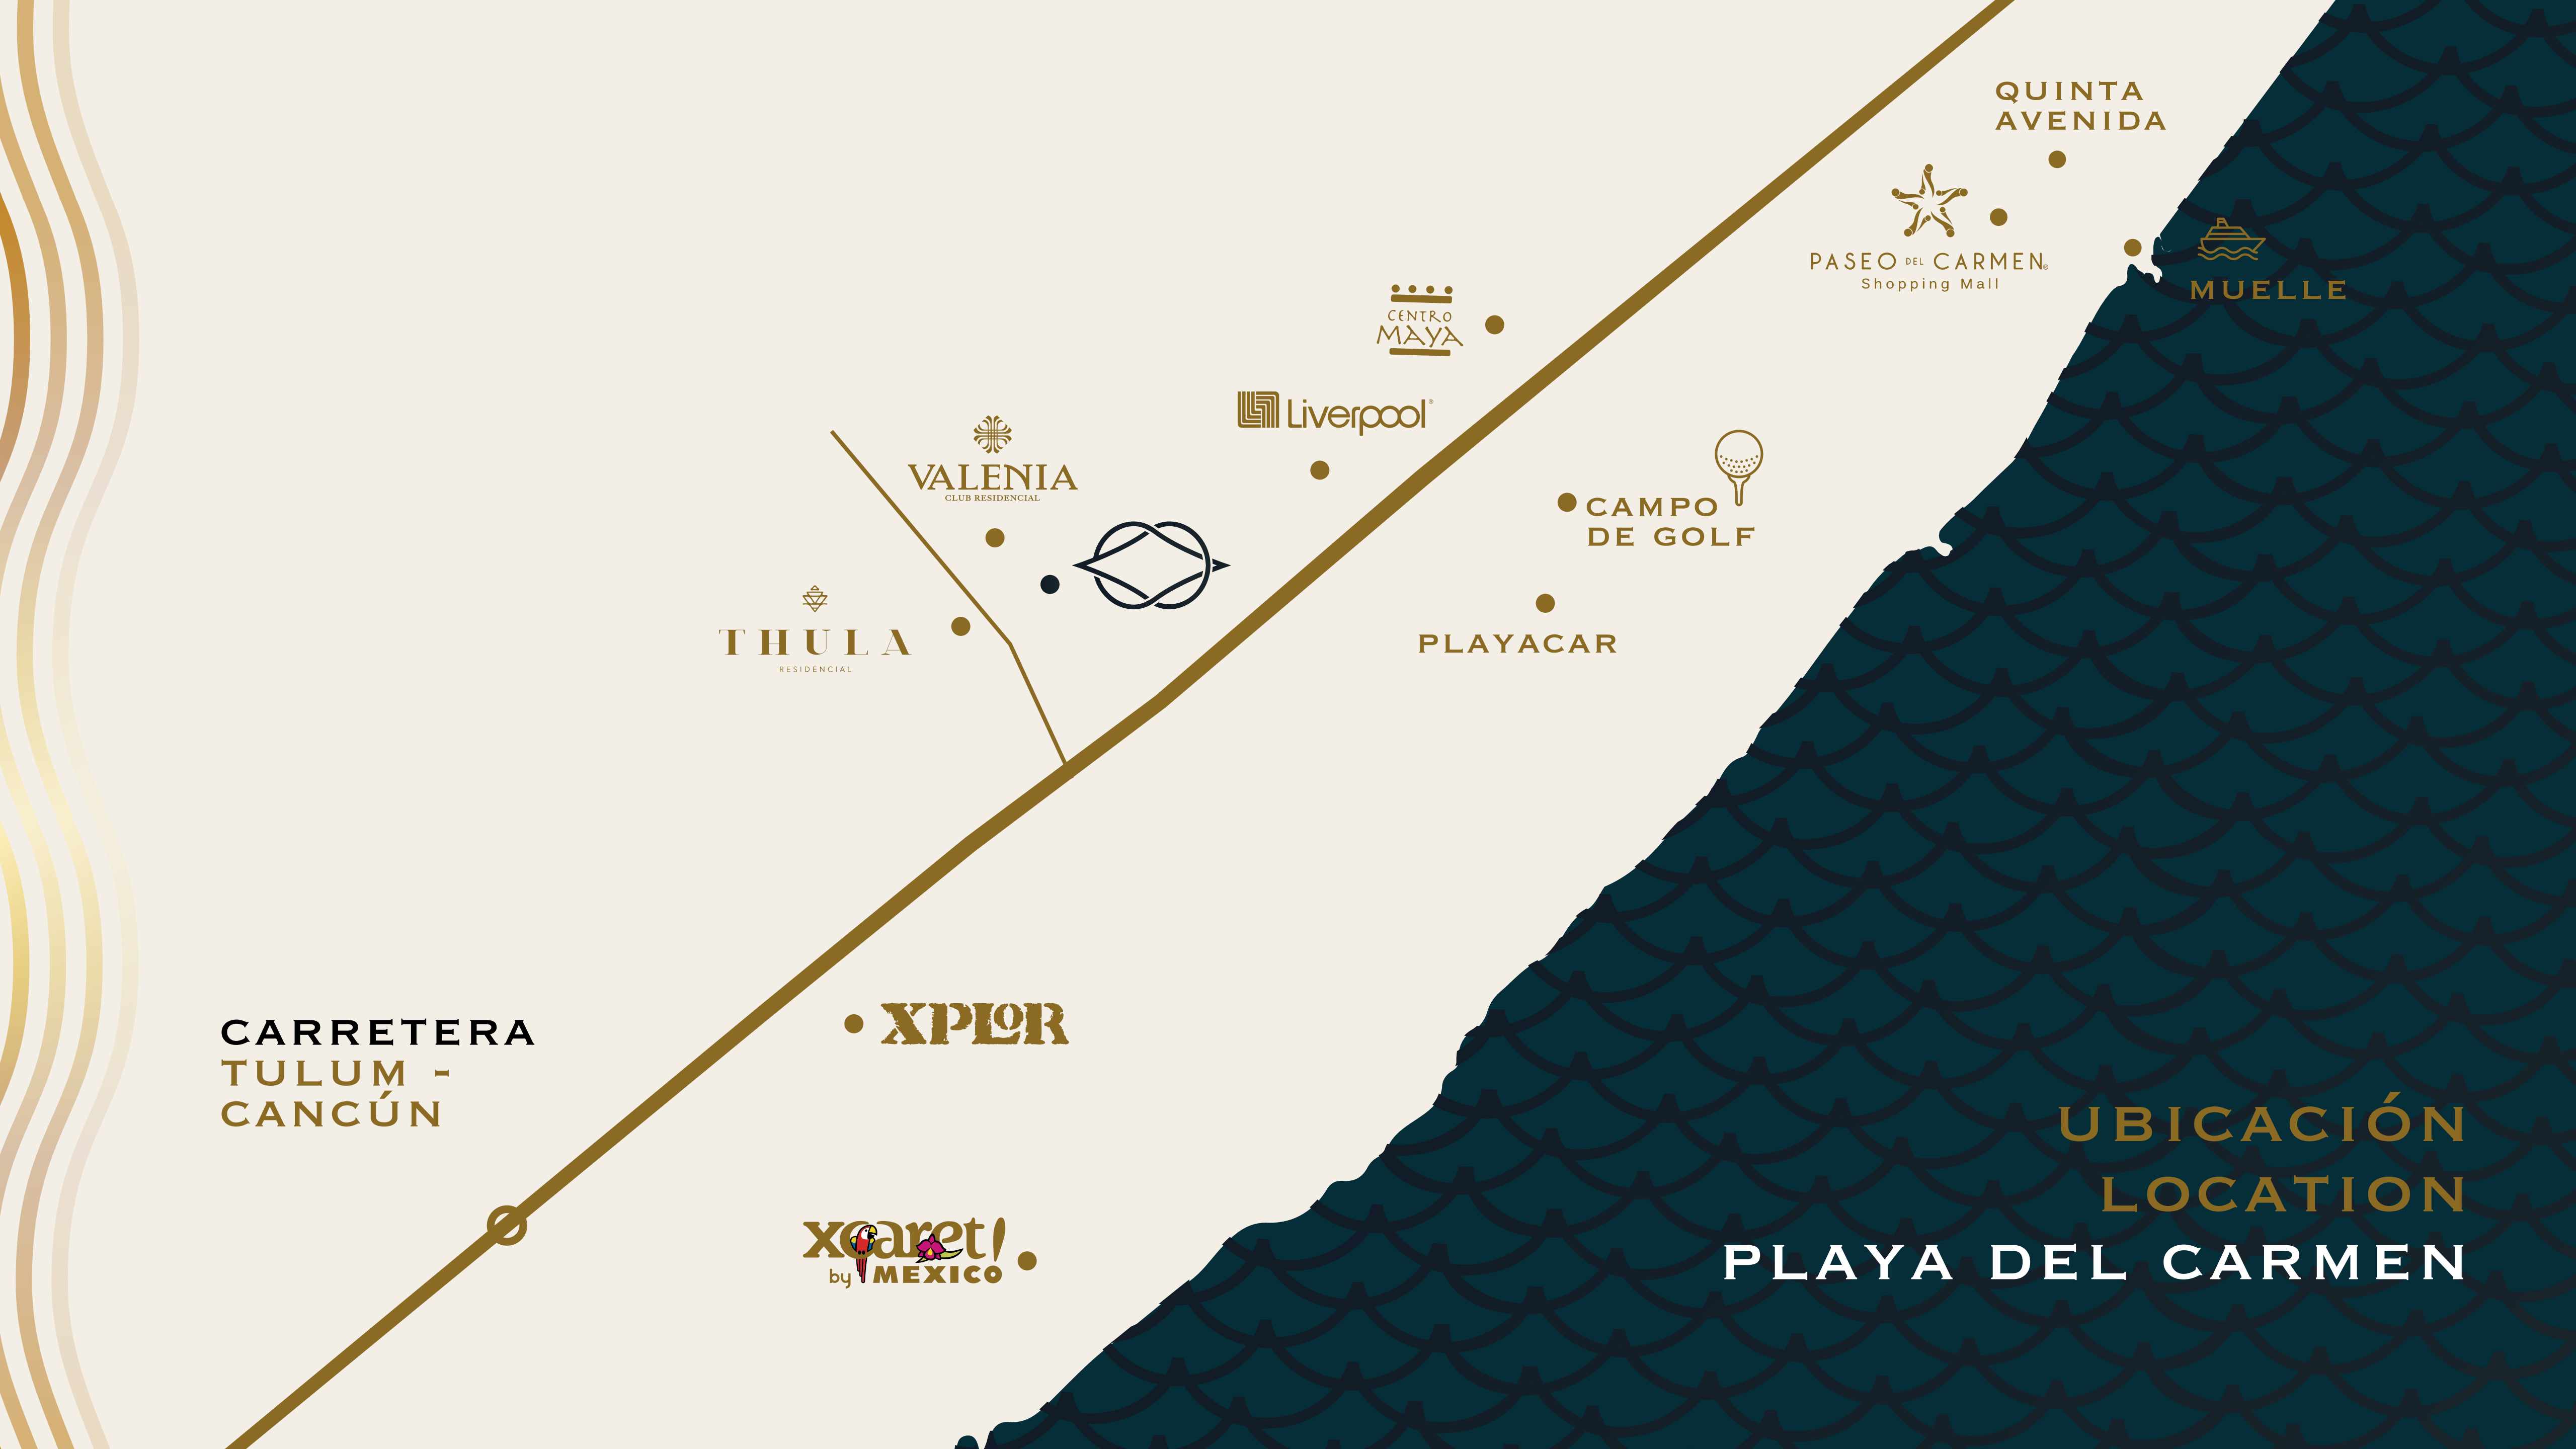 QUINTA
AVENIDA
PASEO DEL CARMEN®
Shopping Mall
MUELLE
CENTRO
MAYA
Liverpool®
VALENIA
CLUB RESIDENCIAL
CAMPO
DE GOLF
THULA
RESIDENCIAL
PLAYACAR
XPLOR
CARRETERA
TULUM -
CANCÚN
xcaret!
by MEXICO
UBICACIÓN
LOCATION
PLAYA DEL CARMEN